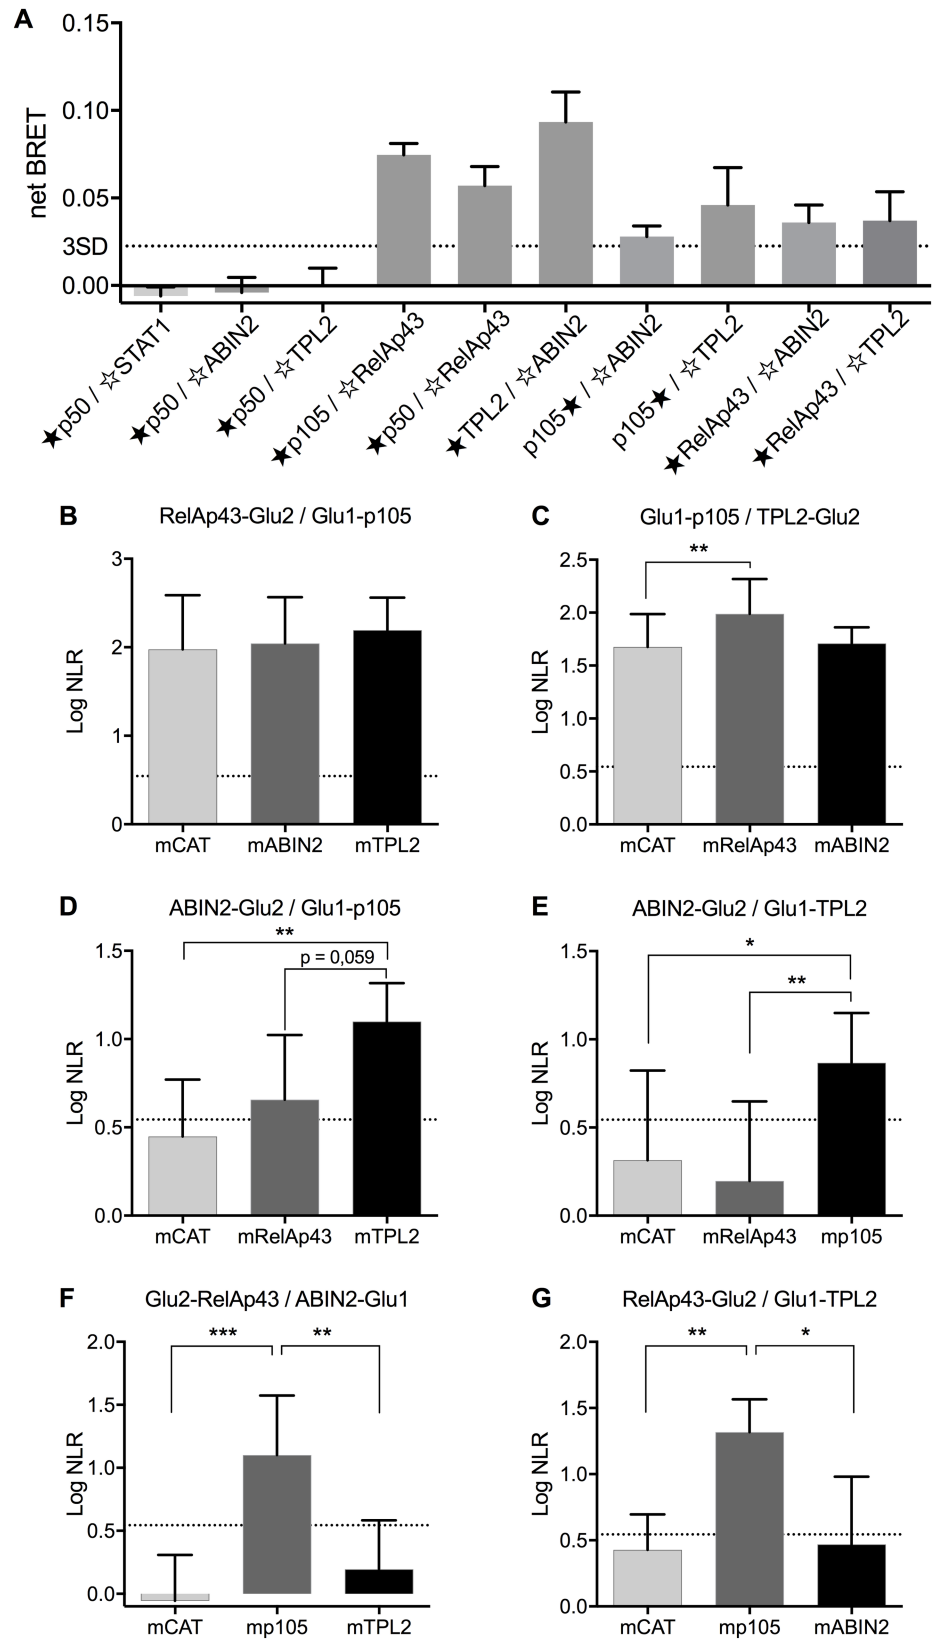 A
net BRET
0.15
0.10
0.05
3SD
0.00
★p50 / ☆STAT1
★p50 / ☆ABIN2
★p50 / ☆TPL2
★p105 / ☆RelAp43
★p50 / ☆RelAp43
★TPL2 / ☆ABIN2
p105★ / ☆ABIN2
p105★ / ☆TPL2
★RelAp43 / ☆ABIN2
★RelAp43 / ☆TPL2
B
RelAp43-Glu2 / Glu1-p105
Log NLR
3
2
1
0
mCAT mABIN2 mTPL2
C
Glu1-p105 / TPL2-Glu2
**
Log NLR
2.5
2.0
1.5
1.0
0.5
0.0
mCAT mRelAp43 mABIN2
D
ABIN2-Glu2 / Glu1-p105
**
p = 0,059
Log NLR
1.5
1.0
0.5
0.0
mCAT mRelAp43 mTPL2
E
ABIN2-Glu2 / Glu1-TPL2
*
**
Log NLR
1.5
1.0
0.5
0.0
mCAT mRelAp43 mp105
F
Glu2-RelAp43 / ABIN2-Glu1
*** **
Log NLR
2.0
1.5
1.0
0.5
0.0
mCAT mp105 mTPL2
G
RelAp43-Glu2 / Glu1-TPL2
** *
Log NLR
2.0
1.5
1.0
0.5
0.0
mCAT mp105 mABIN2